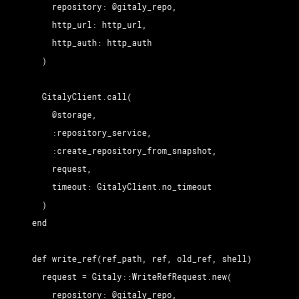 repository: @gitaly_repo,
http_url: http_url,
http_auth: http_auth
)
GitalyClient.call(
@storage,
:repository_service,
:create_repository_from_snapshot,
request,
timeout: GitalyClient.no_timeout
)
end
def write_ref(ref_path, ref, old_ref, shell)
request = Gitaly::WriteRefRequest.new(
repository: @gitaly_repo,